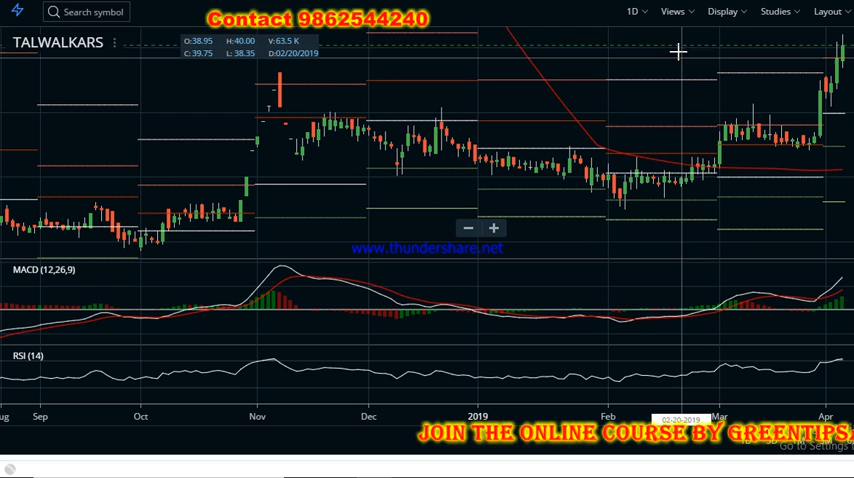 Contact 9862544240
Search symbol
1D
Views
Display
Studies
Layout
TALWALKARS
O:38.95 H:40.00 V:63.5 K
C:39.75 L: 38.35 D:02/20/2019
www.thundershare.net
MACD (12,26,9)
RSI (14)
Sep Oct Nov Dec 2019 Feb 02-20-2019 Mar Apr
JOIN THE ONLINE COURSE BY GREENTIPS
Go to Settings